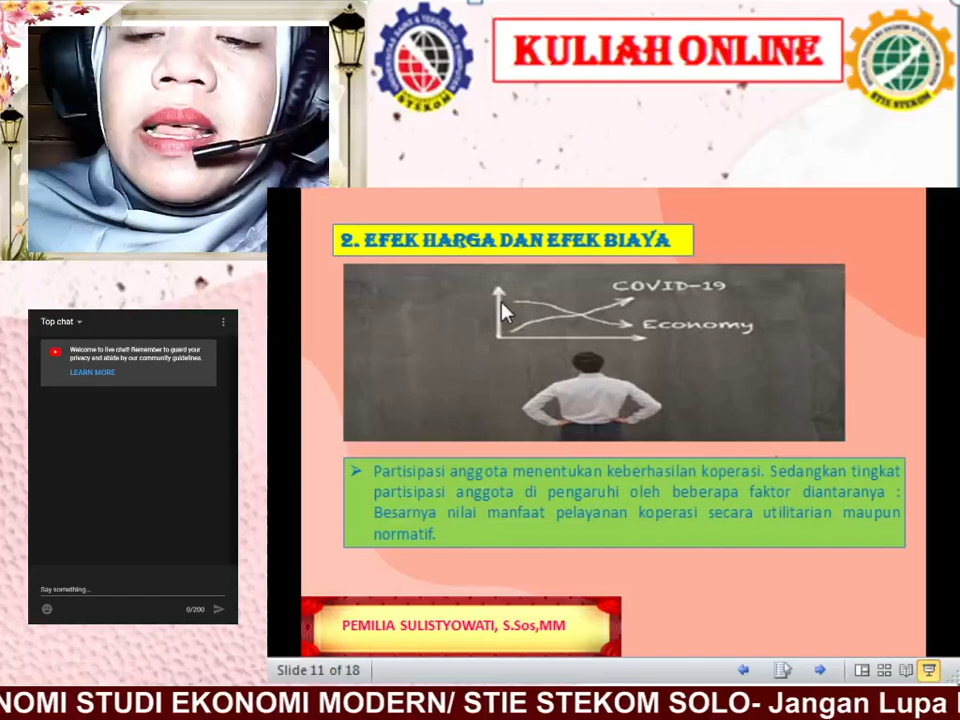 KULIAH ONLINE
STEKOM
STIE STEKOM
2. EFEK HARGA DAN EFEK BIAYA
COVID-19
Economy
Top chat
Welcome to live chat! Remember to guard your
privacy and abide by our community guidelines.
LEARN MORE
Partisipasi anggota menentukan keberhasilan koperasi. Sedangkan tingkat
partisipasi anggota di pengaruhi oleh beberapa faktor diantaranya :
Besarnya nilai manfaat pelayanan koperasi secara utilitarian maupun
normatif.
Say something...
0/200
PEMILIA SULISTYOWATI, S.Sos,MM
Slide 11 of 18
NOMI STUDI EKONOMI MODERN/ STIE STEKOM SOLO- Jangan Lupa